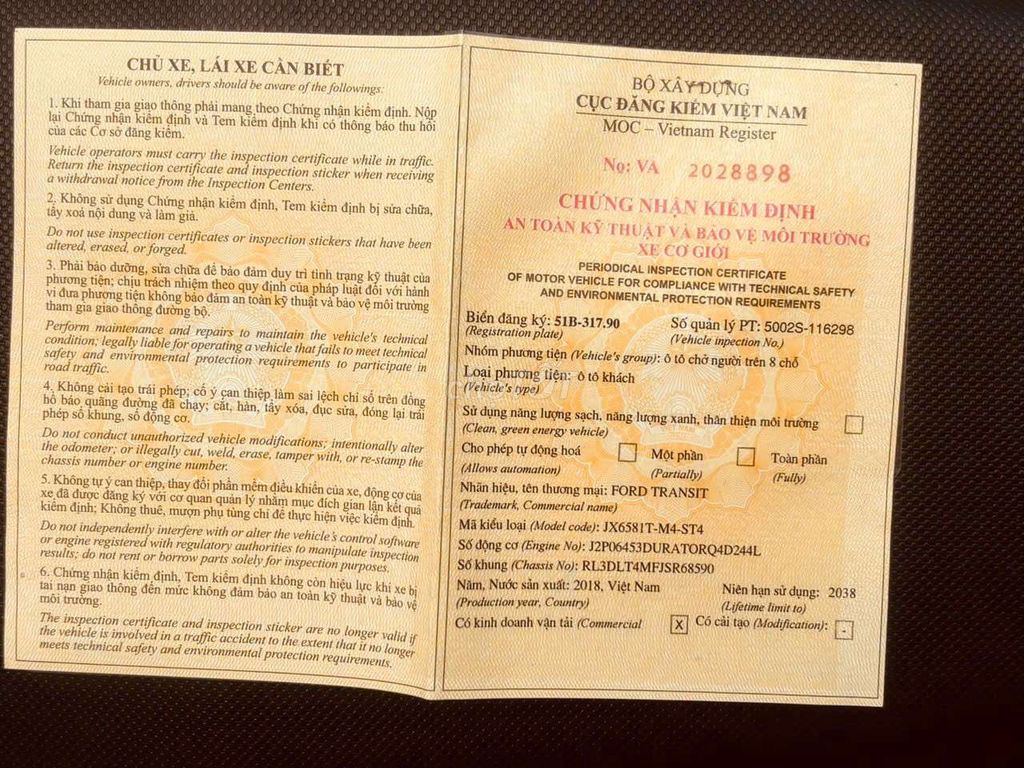 CHỦ XE, LÁI XE CẦN BIẾT
Vehicle owners, drivers should be aware of the followings:
1. Khi tham gia giao thông phải mang theo Chứng nhận kiểm định. Nộp
lại Chứng nhận kiểm định và Tem kiểm định khi có thông báo thu hồi
của các Cơ sở đăng kiểm.
Vehicle operators must carry the inspection certificate while in traffic.
Return the inspection certificate and inspection sticker when receiving
a withdrawal notice from the Inspection Centers.
2. Không sử dụng Chứng nhận kiểm định, Tem kiểm định bị sửa chữa,
tẩy xoá nội dung và làm giả.
Do not use inspection certificates or inspection stickers that have been
altered, erased, or forged.
3. Phải bảo dưỡng, sửa chữa để bảo đảm duy trì tình trạng kỹ thuật của
phương tiện; chịu trách nhiệm theo quy định của pháp luật đối với hành
vi đưa phương tiện không bảo đảm an toàn kỹ thuật và bảo vệ môi trường
tham gia giao thông đường bộ.
Perform maintenance and repairs to maintain the vehicle's technical
condition; legally liable for operating a vehicle that fails to meet technical
safety and environmental protection requirements to participate in
road traffic.
4. Không cải tạo trái phép; cố ý can thiệp làm sai lệch chỉ số trên đồng
hồ báo quãng đường đã chạy; cắt, hàn, tẩy xóa, đục sửa, đóng lại trái
phép số khung, số động cơ.
Do not conduct unauthorized vehicle modifications; intentionally alter
the odometer; or illegally cut, weld, erase, tamper with, or re-stamp the
chassis number or engine number.
5. Không tự ý can thiệp, thay đổi phần mềm điều khiển của xe, động cơ của
xe đã được đăng ký với cơ quan quản lý nhằm mục đích gian lận kết quả
kiểm định; Không thuê, mượn phụ tùng chỉ để thực hiện việc kiểm định.
Do not independently interfere with or alter the vehicle's control software
or engine registered with regulatory authorities to manipulate inspection
results; do not rent or borrow parts solely for inspection purposes.
6. Chứng nhận kiểm định, Tem kiểm định không còn hiệu lực khi xe bị
tai nạn giao thông đến mức không đảm bảo an toàn kỹ thuật và bảo vệ
môi trường.
The inspection certificate and inspection sticker are no longer valid if
the vehicle is involved in a traffic accident to the extent that it no longer
meets technical safety and environmental protection requirements.
BỘ XÂY DỰNG
CỤC ĐĂNG KIỂM VIỆT NAM
MOC – Vietnam Register
No: VA 2028898
CHỨNG NHẬN KIỂM ĐỊNH
AN TOÀN KỸ THUẬT VÀ BẢO VỆ MÔI TRƯỜNG
XE CƠ GIỚI
PERIODICAL INSPECTION CERTIFICATE
OF MOTOR VEHICLE FOR COMPLIANCE WITH TECHNICAL SAFETY
AND ENVIRONMENTAL PROTECTION REQUIREMENTS
Biển đăng ký: 51B-317.90 Số quản lý PT: 5002S-116298
(Registration plate) (Vehicle inspection No.)
Nhóm phương tiện (Vehicle's group): ô tô chở người trên 8 chỗ
Loại phương tiện: ô tô khách
(Vehicle's type)
Sử dụng năng lượng sạch, năng lượng xanh, thân thiện môi trường
(Clean, green energy vehicle)
Cho phép tự động hoá Một phần Toàn phần
(Allows automation) (Partially) (Fully)
Nhãn hiệu, tên thương mại: FORD TRANSIT
(Trademark, Commercial name)
Mã kiểu loại (Model code): JX6581T-M4-ST4
Số động cơ (Engine No): J2P06453DURATORQ4D244L
Số khung (Chassis No): RL3DLT4MFJSR68590
Năm, Nước sản xuất: 2018, Việt Nam Niên hạn sử dụng: 2038
(Production year, Country) (Lifetime limit to)
Có kinh doanh vận tải (Commercial X Có cải tạo (Modification): -